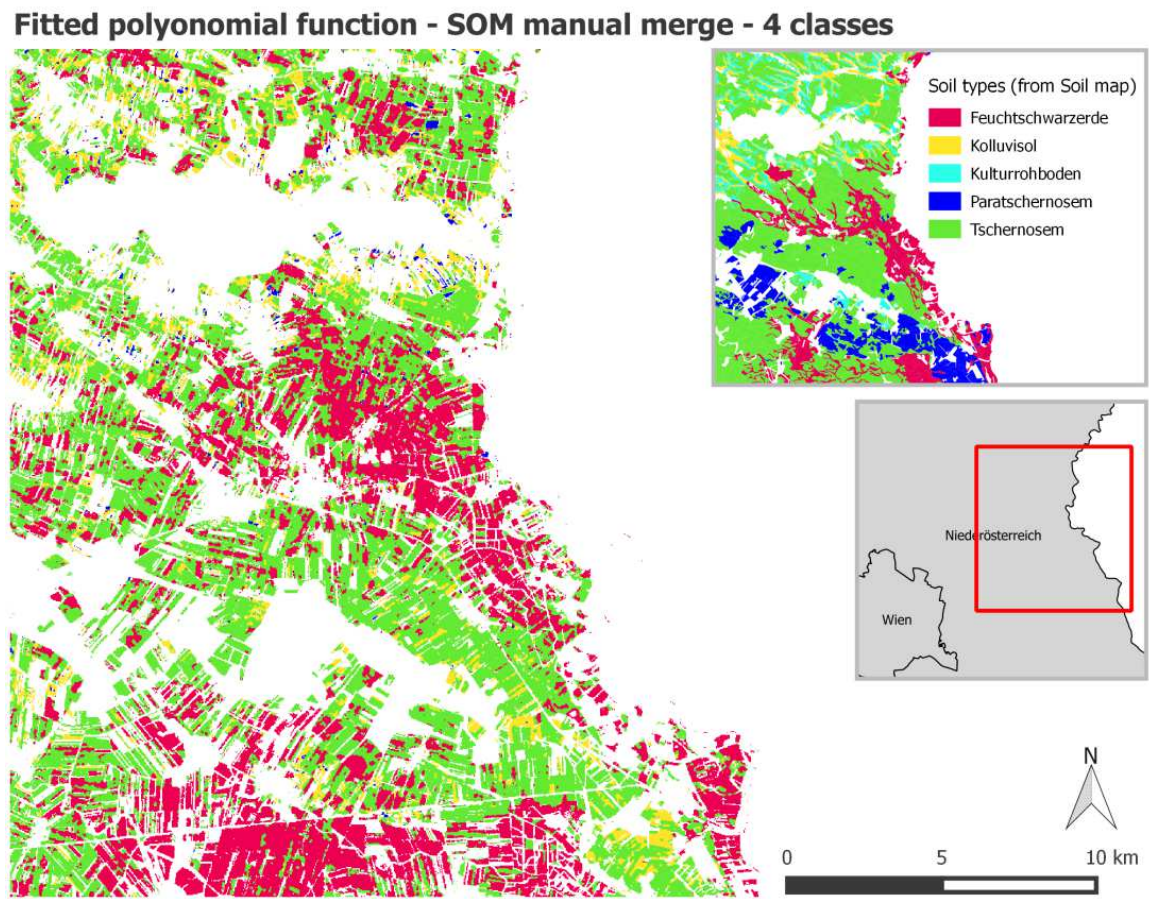 Fitted polyonomial function - SOM manual merge - 4 classes
Soil types (from Soil map)
Feuchtschwarzerde
Kolluvisol
Kulturrohboden
Paratschernosem
Tschernosem
Niederösterreich
Wien
N
0 5 10 km